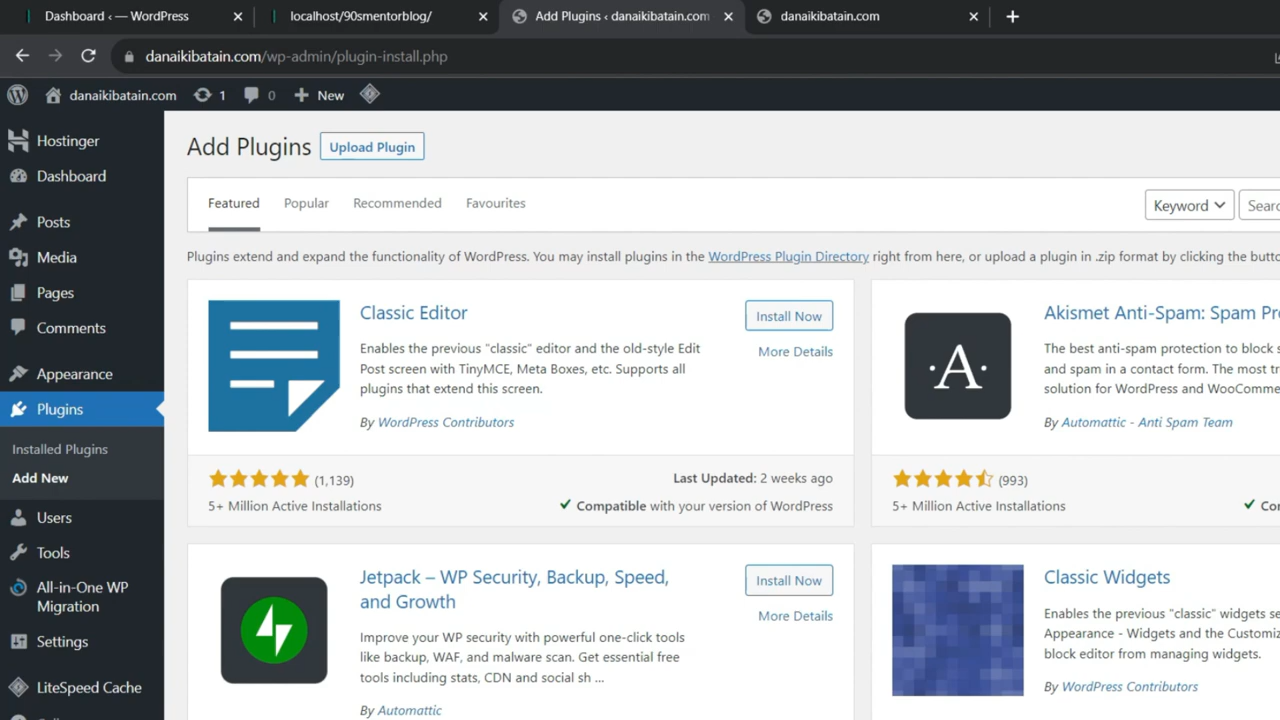 Dashboard ‹ — WordPress
localhost/90smentorblog/
Add Plugins ‹ danaikibatain.com
danaikibatain.com
danaikibatain.com/wp-admin/plugin-install.php
danaikibatain.com 1 0 New
Hostinger
Dashboard
Posts
Media
Pages
Comments
Appearance
Plugins
Installed Plugins
Add New
Users
Tools
All-in-One WP
Migration
Settings
LiteSpeed Cache
Add Plugins Upload Plugin
Featured Popular Recommended Favourites Keyword
Plugins extend and expand the functionality of WordPress. You may install plugins in the WordPress Plugin Directory right from here, or upload a plugin in .zip format by clicking the
Classic Editor
Install Now
More Details
Enables the previous "classic" editor and the old-style Edit
Post screen with TinyMCE, Meta Boxes, etc. Supports all
plugins that extend this screen.
By WordPress Contributors
(1,139)
5+ Million Active Installations
Last Updated: 2 weeks ago
Compatible with your version of WordPress
·A·
Akismet Anti-Spam: Spam
The best anti-spam protection to block
and spam in a contact form. The most
solution for WordPress and
By Automattic - Anti Spam Team
(993)
5+ Million Active Installations
Jetpack – WP Security, Backup, Speed,
and Growth
Install Now
More Details
Improve your WP security with powerful one-click tools
like backup, WAF, and malware scan. Get essential free
tools including stats, CDN and social sh ...
By Automattic
Classic Widgets
Enables the previous "classic" widgets
Appearance - Widgets and the
block editor from managing widgets.
By WordPress Contributors